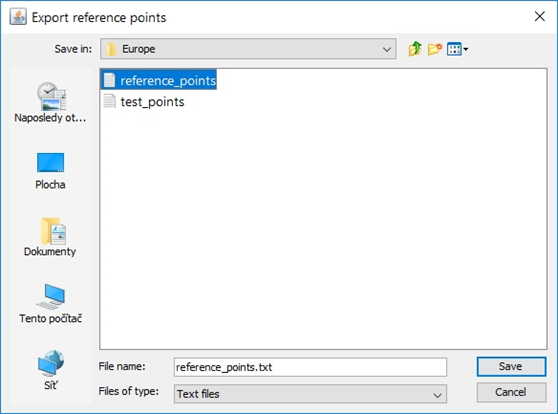 Export reference points
Save in:
Europe
Naposledy ot...
Plocha
Dokumenty
Tento počítač
Síť
reference_points
test_points
File name:
reference_points.txt
Save
Files of type:
Text files
Cancel